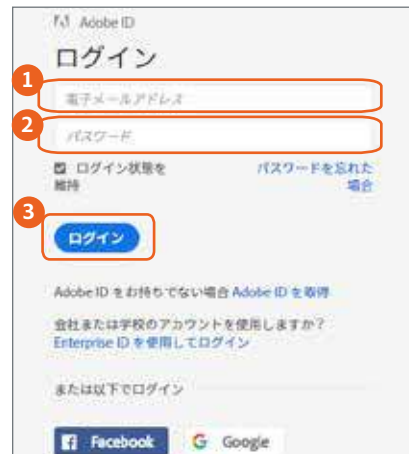 Adobe ID
ログイン
1
電子メールアドレス
2
パスワード
ログイン状態を
維持
パスワードを忘れた
場合
3
ログイン
Adobe ID をお持ちでない場合 Adobe ID を取得
会社または学校のアカウントを使用しますか？
Enterprise ID を使用してログイン
または以下でログイン
Facebook
Google